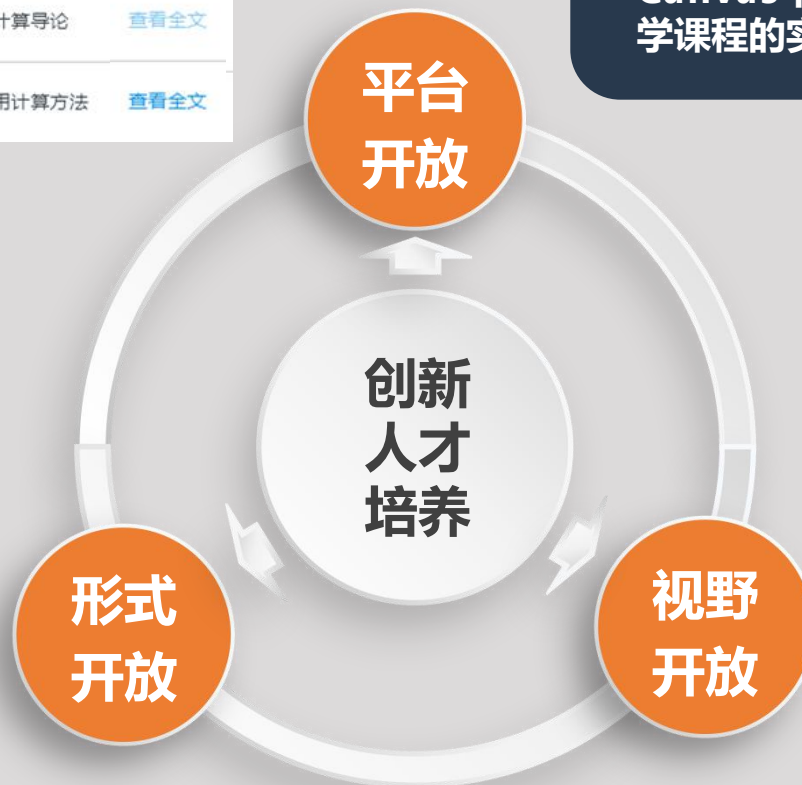 计算导论 查看全文
用计算方法 查看全文
学课程的实
平台
开放
创新
人才
培养
形式
开放
视野
开放